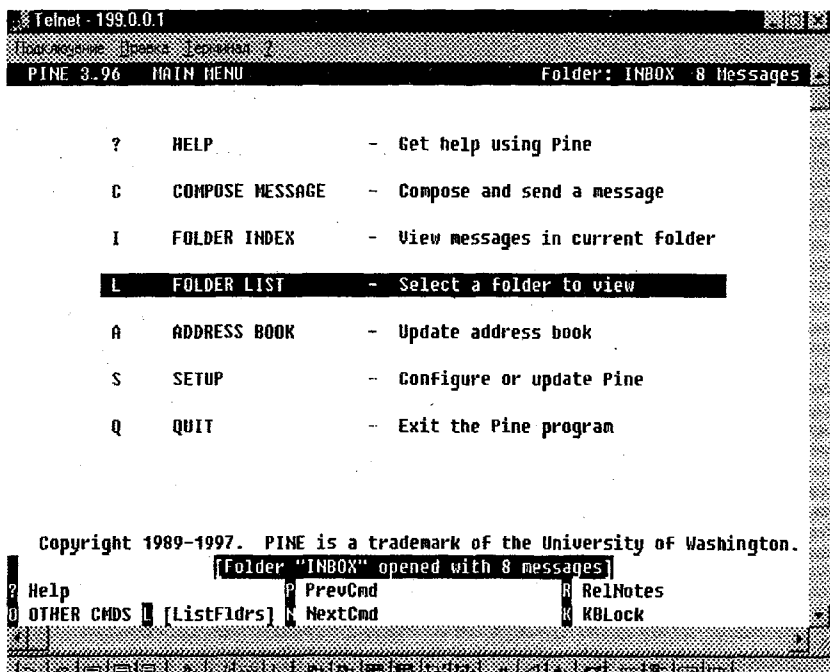 Telnet - 199.0.0.1
Подключение Правка Терминал ?
PINE 3.96 MAIN MENU Folder: INBOX 8 Messages
? HELP - Get help using Pine
C COMPOSE MESSAGE - Compose and send a message
I FOLDER INDEX - View messages in current folder
L FOLDER LIST - Select a folder to view
A ADDRESS BOOK - Update address book
S SETUP - Configure or update Pine
Q QUIT - Exit the Pine program
Copyright 1989-1997. PINE is a trademark of the University of Washington.
[Folder "INBOX" opened with 8 messages]
? Help P PrevCmd R RelNotes
O OTHER CMDS L [ListFldrs] N NextCmd K KBLock